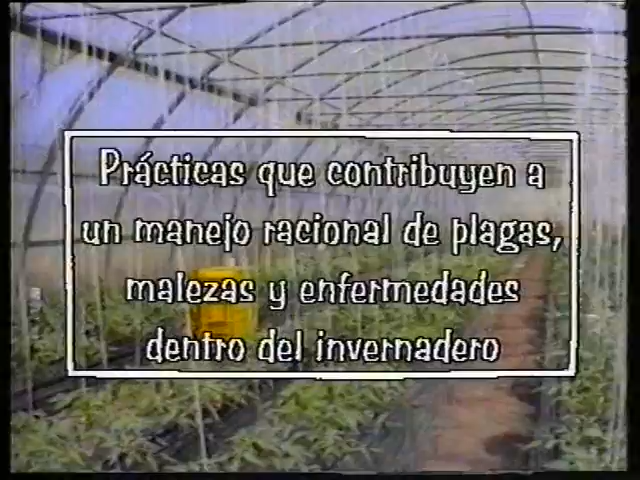 Prácticas que contribuyen a
un manejo racional de plagas,
malezas y enfermedades
dentro del invernadero